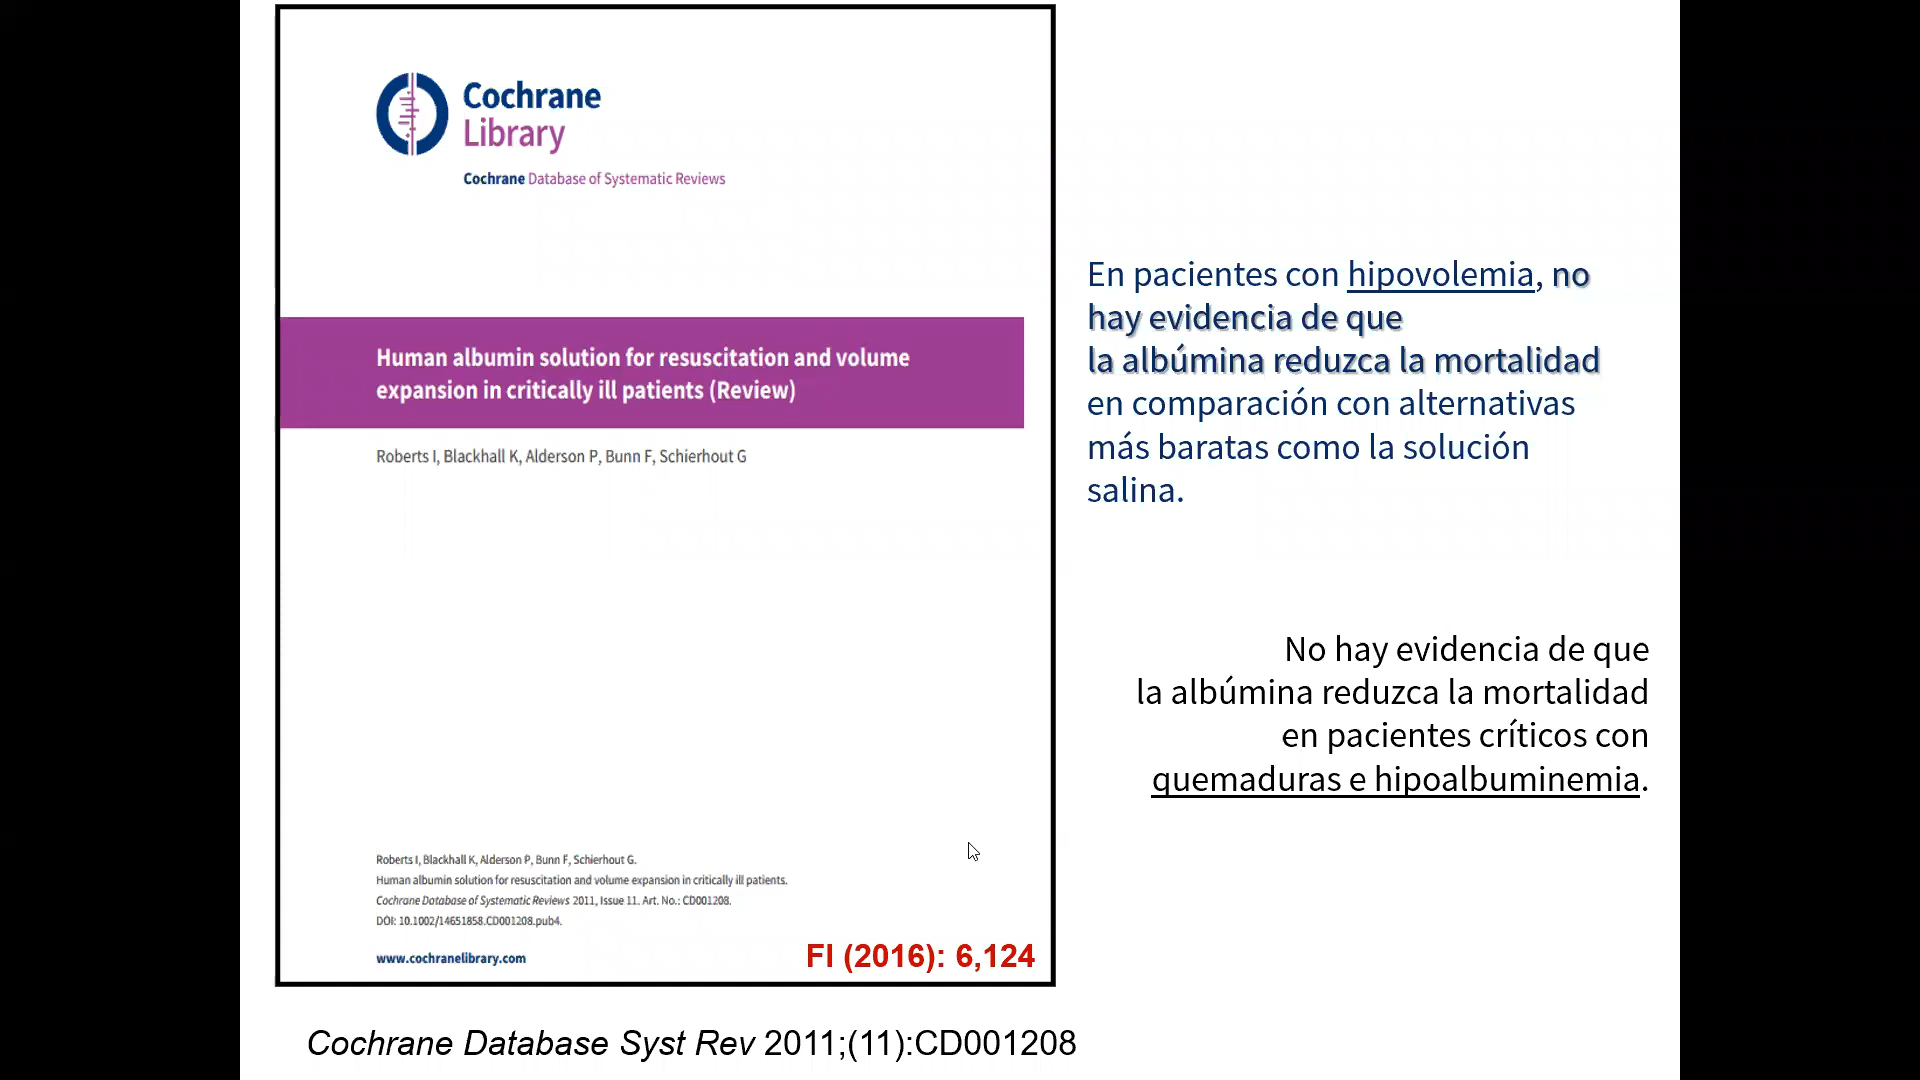 Cochrane
Library
Cochrane Database of Systematic Reviews
Human albumin solution for resuscitation and volume
expansion in critically ill patients (Review)
Roberts I, Blackhall K, Alderson P, Bunn F, Schierhout G
Roberts I, Blackhall K, Alderson P, Bunn F, Schierhout G.
Human albumin solution for resuscitation and volume expansion in critically ill patients.
Cochrane Database of Systematic Reviews 2011, Issue 11. Art. No.: CD001208.
DOI: 10.1002/14651858.CD001208.pub4.
www.cochranelibrary.com
FI (2016): 6,124
Cochrane Database Syst Rev 2011;(11):CD001208
En pacientes con hipovolemia, no
hay evidencia de que
la albúmina reduzca la mortalidad
en comparación con alternativas
más baratas como la solución
salina.
No hay evidencia de que
la albúmina reduzca la mortalidad
en pacientes críticos con
quemaduras e hipoalbuminemia.